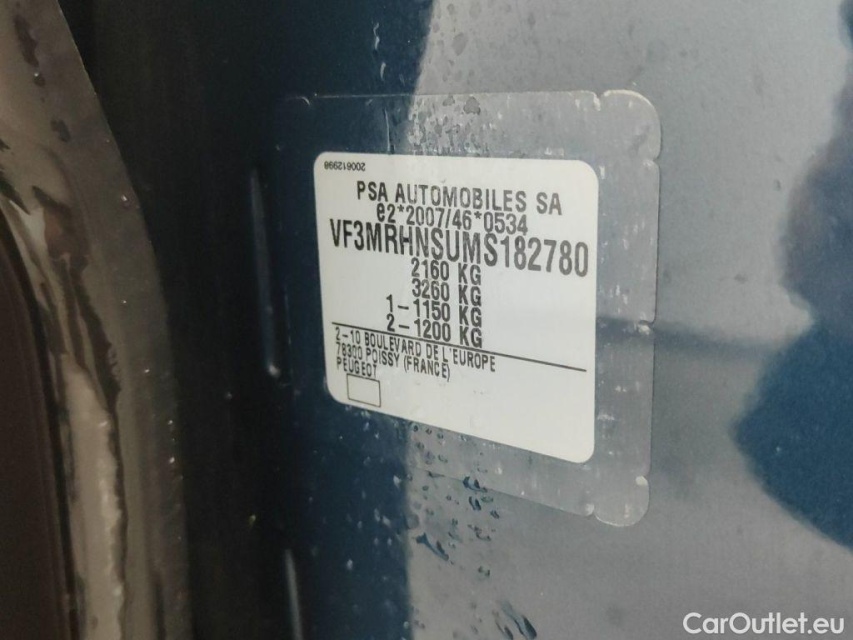 200612998
PSA AUTOMOBILES SA
e2*2007/46*0534
VF3MRHNSUMS182780
2160 KG
3260 KG
1-1150 KG
2-1200 KG
2-10 BOULEVARD DE L'EUROPE
78300 POISSY (FRANCE)
PEUGEOT
CarOutlet.eu